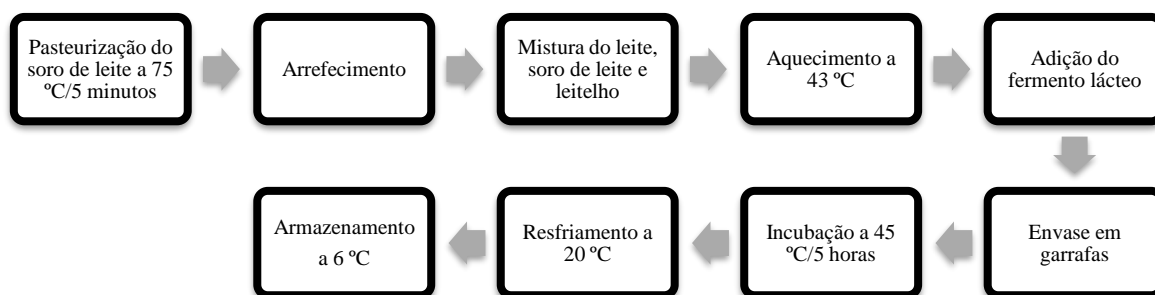 Pasteurização do
soro de leite a 75
ºC/5 minutos
Arrefecimento
Mistura do leite,
soro de leite e
leitelho
Aquecimento a
43 ºC
Adição do
fermento lácteo
Envase em
garrafas
Incubação a 45
ºC/5 horas
Resfriamento a
20 ºC
Armazenamento
a 6 ºC